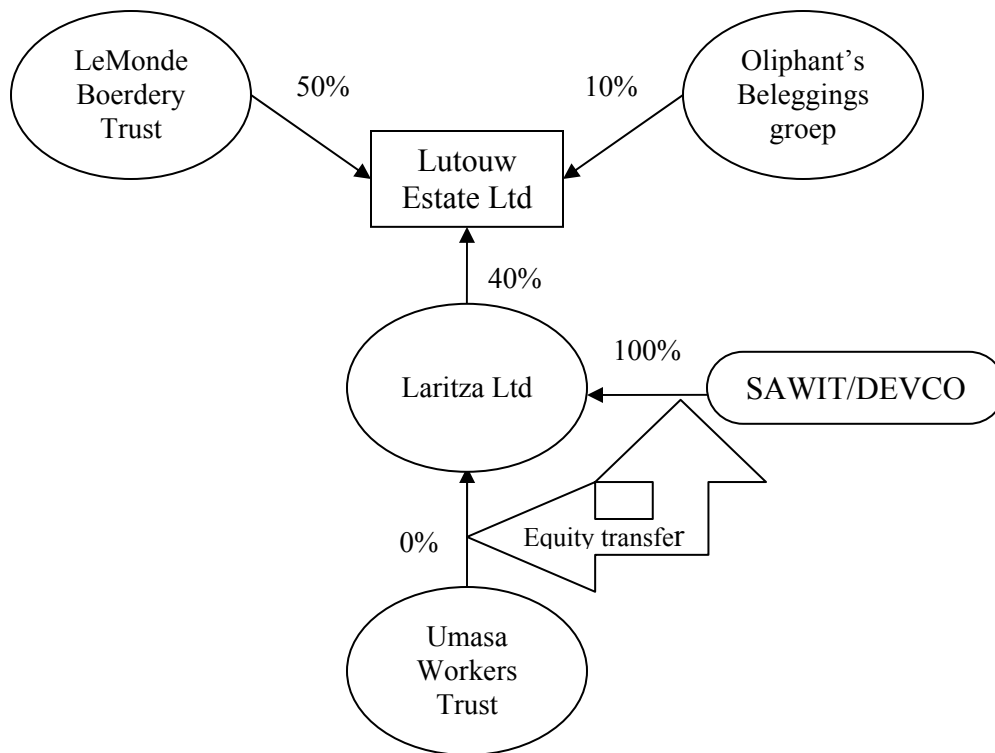 LeMonde
Boerdery
Trust
50%
10%
Oliphant’s
Beleggings
groep
Lutouw
Estate Ltd
40%
Laritza Ltd
100%
SAWIT/DEVCO
0%
Equity transfer
Umasa
Workers
Trust